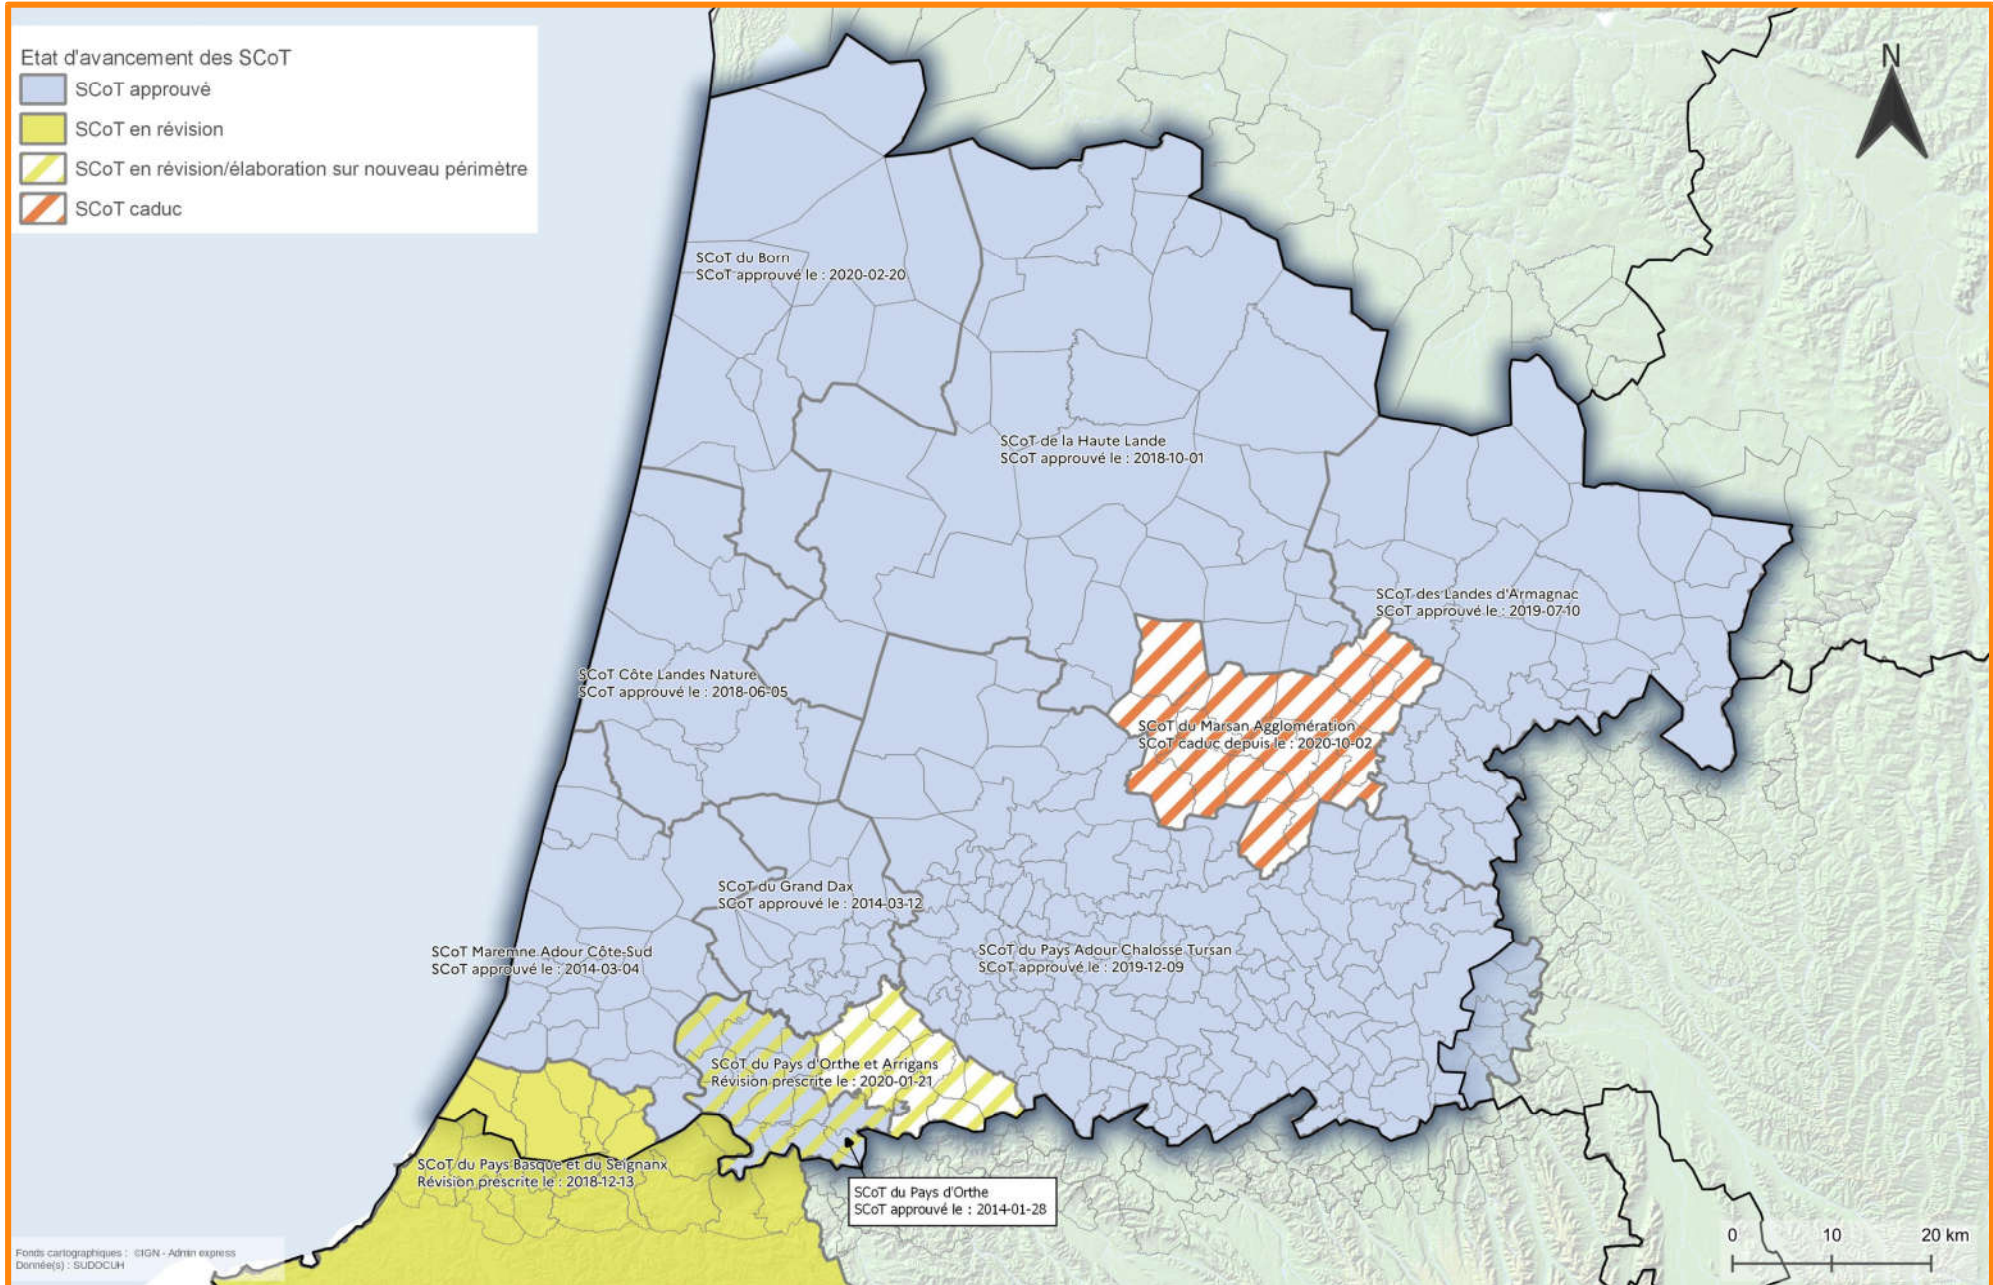 Etat d'avancement des SCoT
SCoT approuvé
SCoT en révision
SCoT en révision/élaboration sur nouveau périmètre
SCoT caduc
N
SCoT du Born
SCoT approuvé le : 2020-02-20
SCoT de la Haute Lande
SCoT approuvé le : 2018-10-01
SCoT des Landes d'Armagnac
SCoT approuvé le : 2019-07-10
SCoT Côte Landes Nature
SCoT approuvé le : 2018-06-05
SCoT du Marsan Agglomération
SCoT caduc depuis le : 2020-10-02
SCoT du Grand Dax
SCoT approuvé le : 2014-03-12
SCoT Maremne Adour Côte-Sud
SCoT approuvé le : 2014-03-04
SCoT du Pays Adour Chalosse Tursan
SCoT approuvé le : 2019-12-09
SCoT du Pays d'Orthe et Arrigans
Révision prescrite le : 2020-01-21
SCoT du Pays Basque et du Seignanx
Révision prescrite le : 2018-12-13
SCoT du Pays d'Orthe
SCoT approuvé le : 2014-01-28
0 10 20 km
Fonds cartographiques : ©IGN - Admin express
Donnée(s) : SUDOCUH